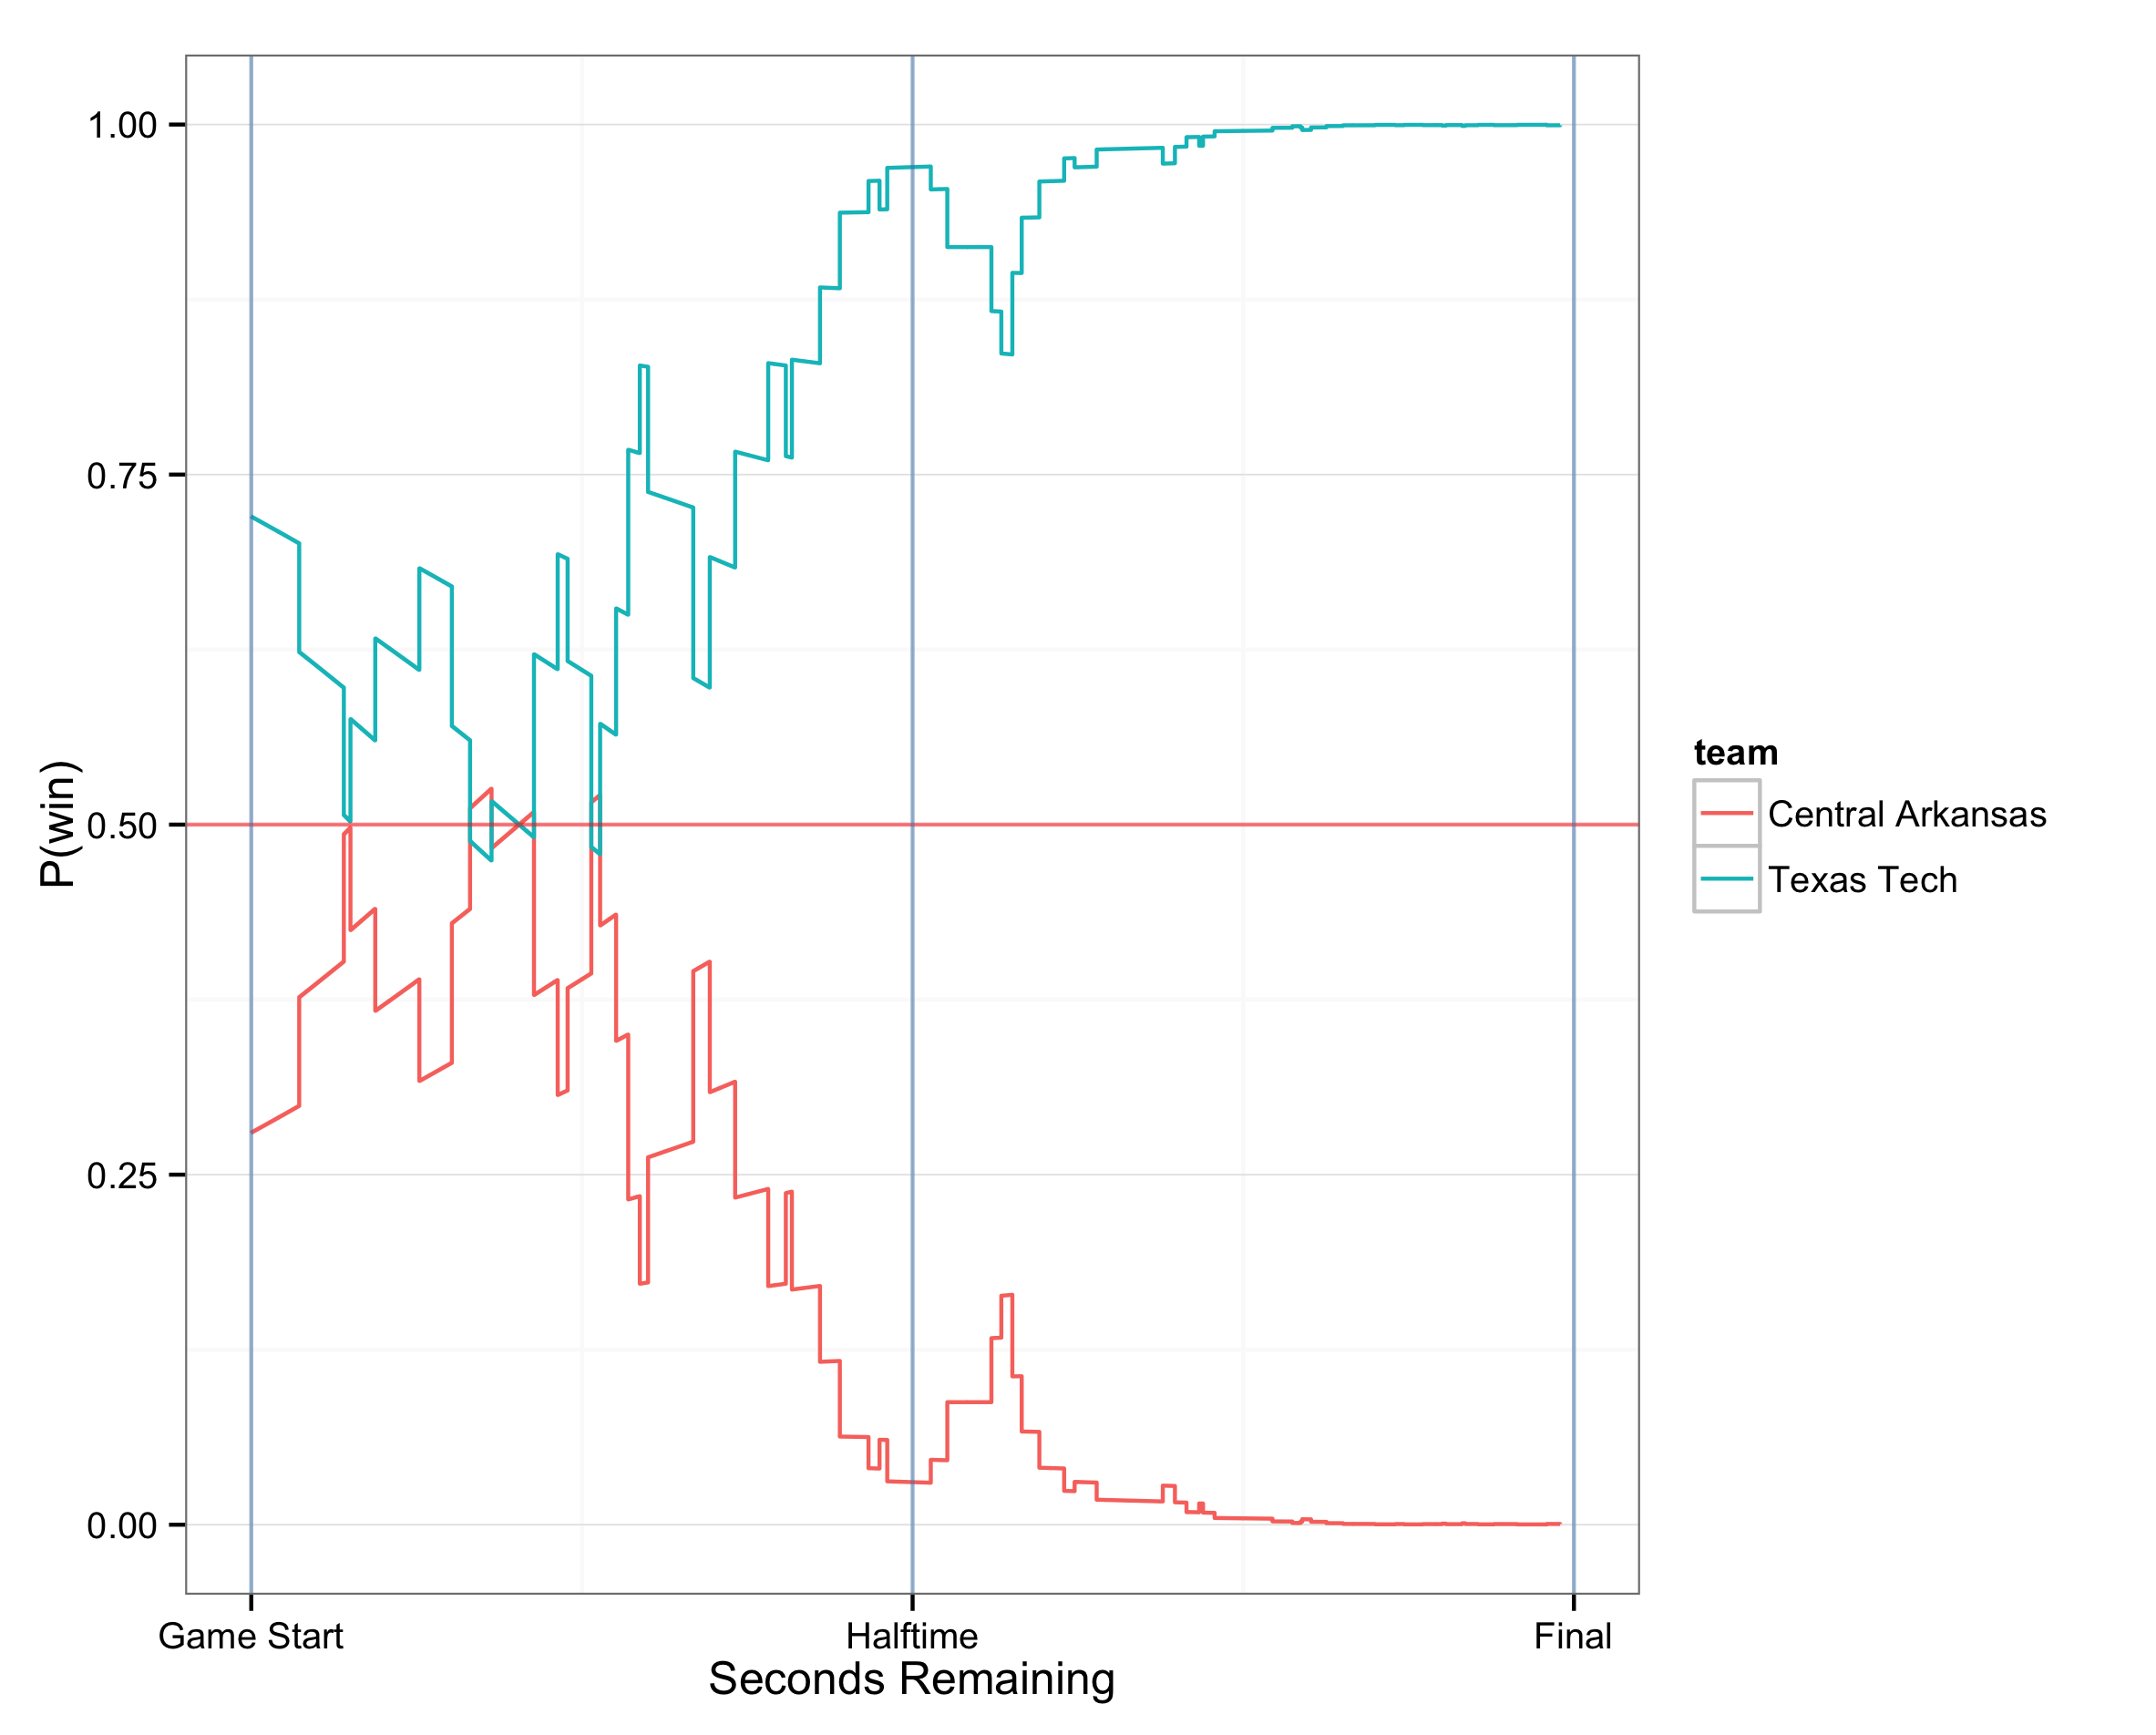 1.00
0.75
0.50
0.25
0.00
P(win)
Game Start
Halftime
Final
Seconds Remaining
team
Central Arkansas
Texas Tech